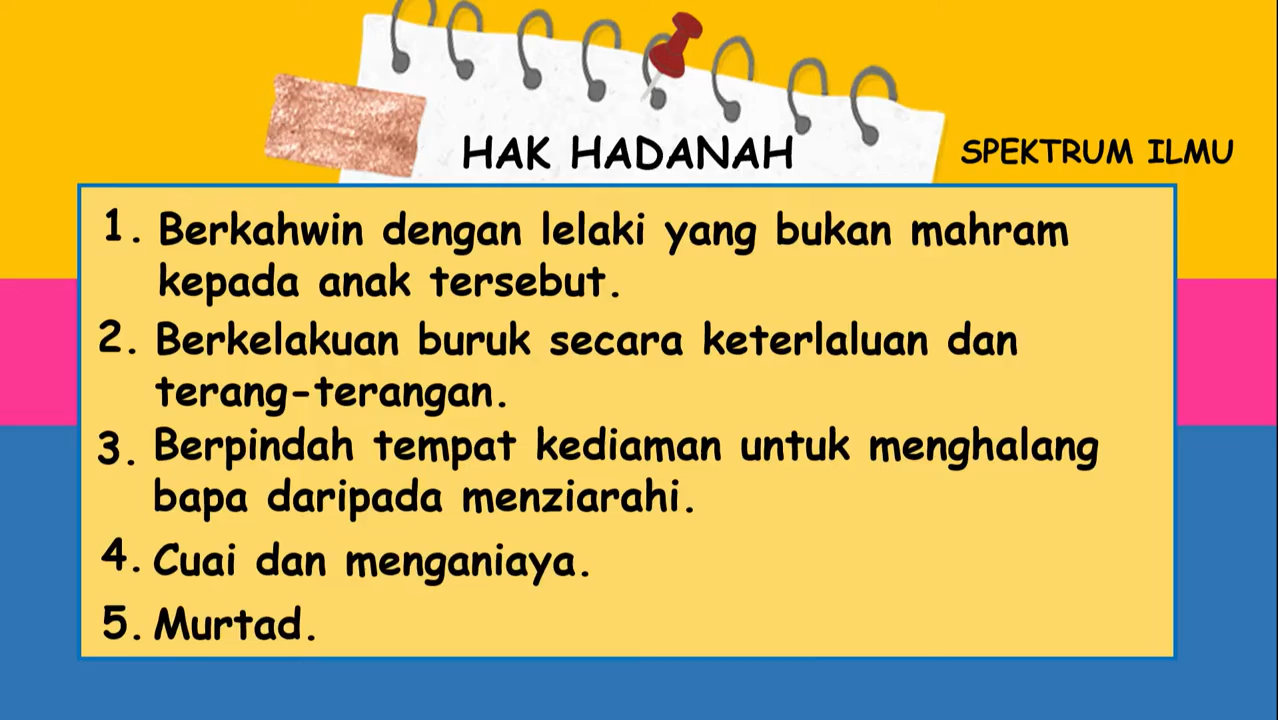 HAK HADANAH
SPEKTRUM ILMU
1. Berkahwin dengan lelaki yang bukan mahram
kepada anak tersebut.
2. Berkelakuan buruk secara keterlaluan dan
terang-terangan.
3. Berpindah tempat kediaman untuk menghalang
bapa daripada menziarahi.
4. Cuai dan menganiaya.
5. Murtad.